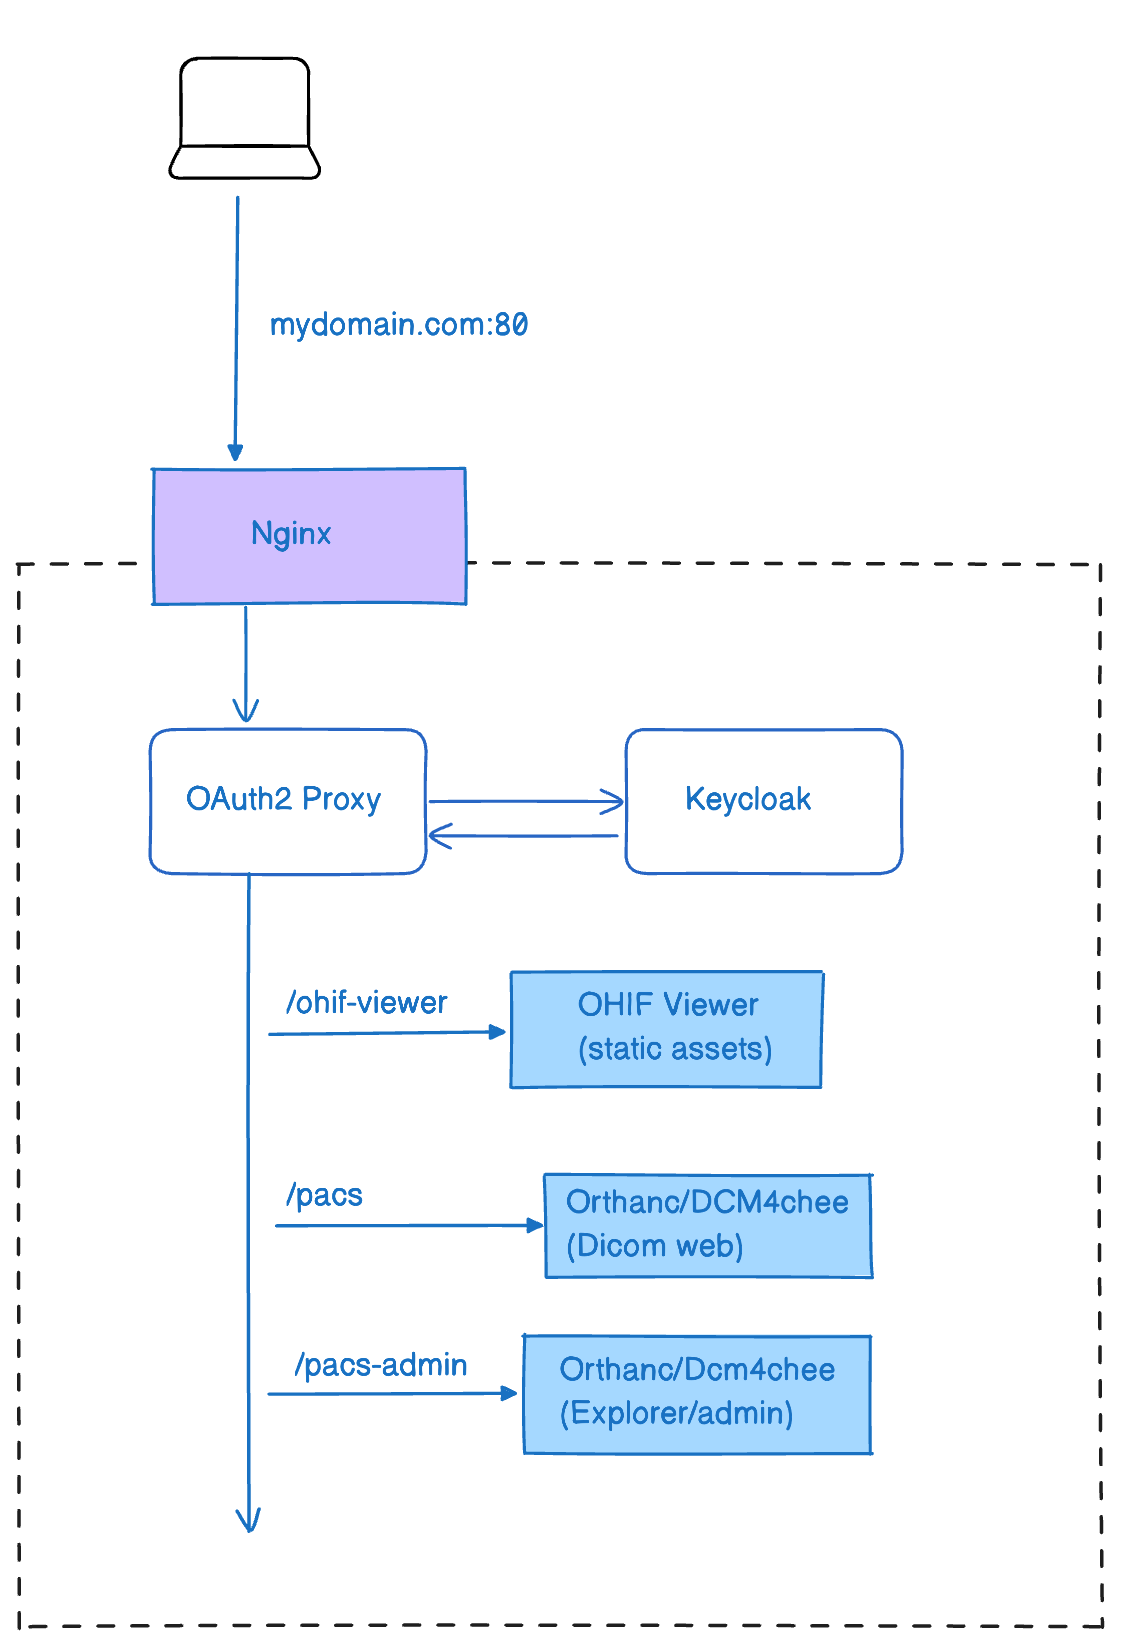 mydomain.com:80
Nginx
OAuth2 Proxy
Keycloak
/ohif-viewer
OHIF Viewer
(static assets)
/pacs
Orthanc/DCM4chee
(Dicom web)
/pacs-admin
Orthanc/Dcm4chee
(Explorer/admin)